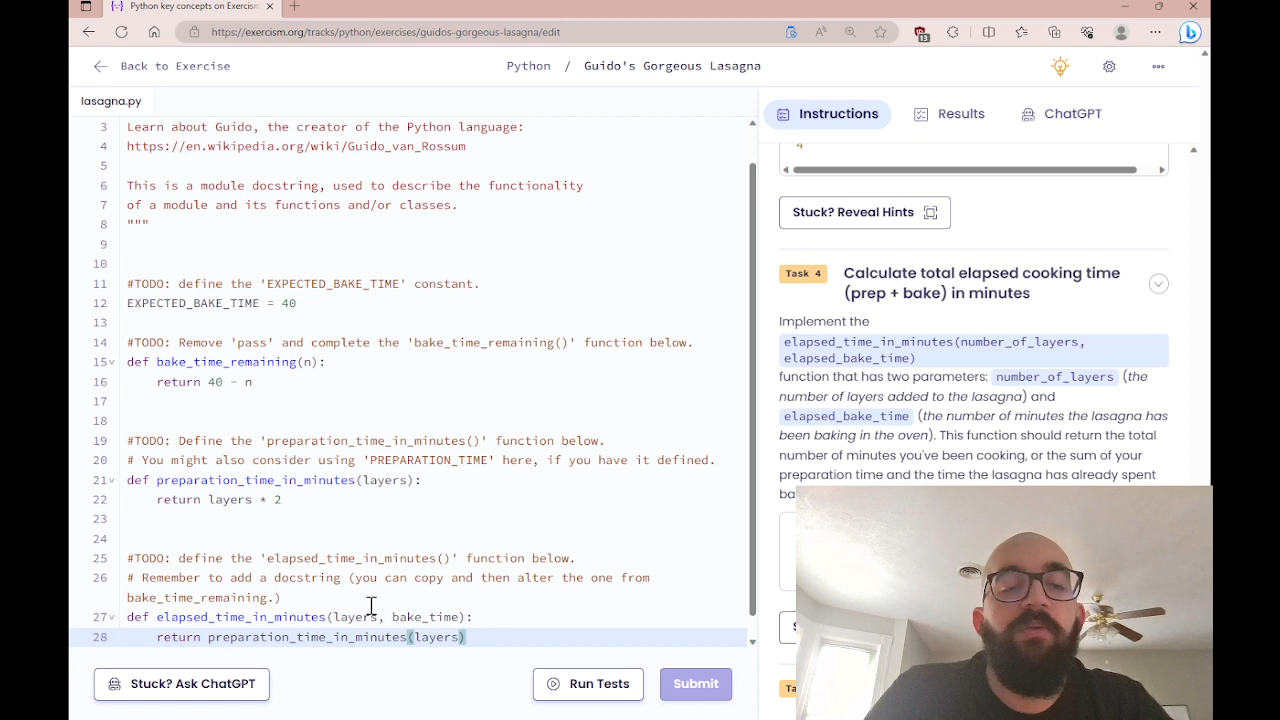 Python key concepts on Exercism
https://exercism.org/tracks/python/exercises/guidos-gorgeous-lasagna/edit
13
Back to Exercise
Python / Guido's Gorgeous Lasagna
lasagna.py
3 Learn about Guido, the creator of the Python language:
4 https://en.wikipedia.org/wiki/Guido_van_Rossum
5
6 This is a module docstring, used to describe the functionality
7 of a module and its functions and/or classes.
8 """
9
10
11 #TODO: define the 'EXPECTED_BAKE_TIME' constant.
12 EXPECTED_BAKE_TIME = 40
13
14 #TODO: Remove 'pass' and complete the 'bake_time_remaining()' function below.
15 def bake_time_remaining(n):
16 return 40 - n
17
18
19 #TODO: Define the 'preparation_time_in_minutes()' function below.
20 # You might also consider using 'PREPARATION_TIME' here, if you have it defined.
21 def preparation_time_in_minutes(layers):
22 return layers * 2
23
24
25 #TODO: define the 'elapsed_time_in_minutes()' function below.
26 # Remember to add a docstring (you can copy and then alter the one from
bake_time_remaining.)
27 def elapsed_time_in_minutes(layers, bake_time):
28 return preparation_time_in_minutes(layers)
Stuck? Ask ChatGPT
Run Tests
Submit
Instructions
Results
ChatGPT
4
Stuck? Reveal Hints
Task 4
Calculate total elapsed cooking time
(prep + bake) in minutes
Implement the
elapsed_time_in_minutes(number_of_layers,
elapsed_bake_time)
function that has two parameters: number_of_layers (the
number of layers added to the lasagna) and
elapsed_bake_time (the number of minutes the lasagna has
been baking in the oven). This function should return the total
number of minutes you've been cooking, or the sum of your
preparation time and the time the lasagna has already spent